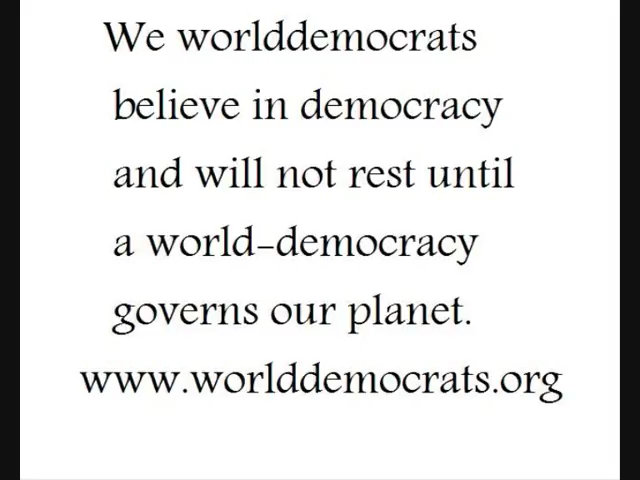 We worlddemocrats
believe in democracy
and will not rest until
a world-democracy
governs our planet.
www.worlddemocrats.org